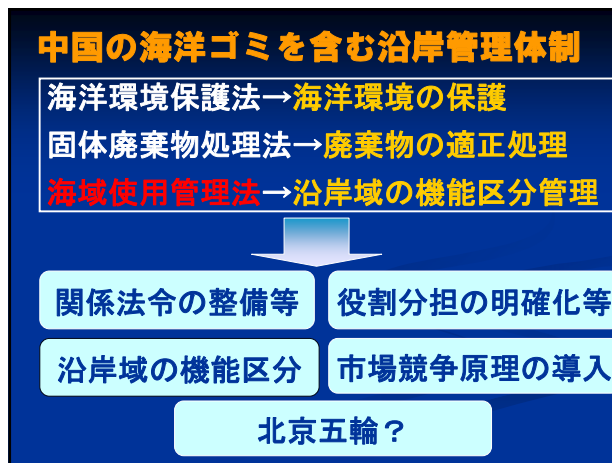 中国の海洋ゴミを含む沿岸管理体制
海洋環境保護法→海洋環境の保護
固体廃棄物処理法→廃棄物の適正処理
海域使用管理法→沿岸域の機能区分管理
関係法令の整備等
役割分担の明確化等
沿岸域の機能区分
市場競争原理の導入
北京五輪？